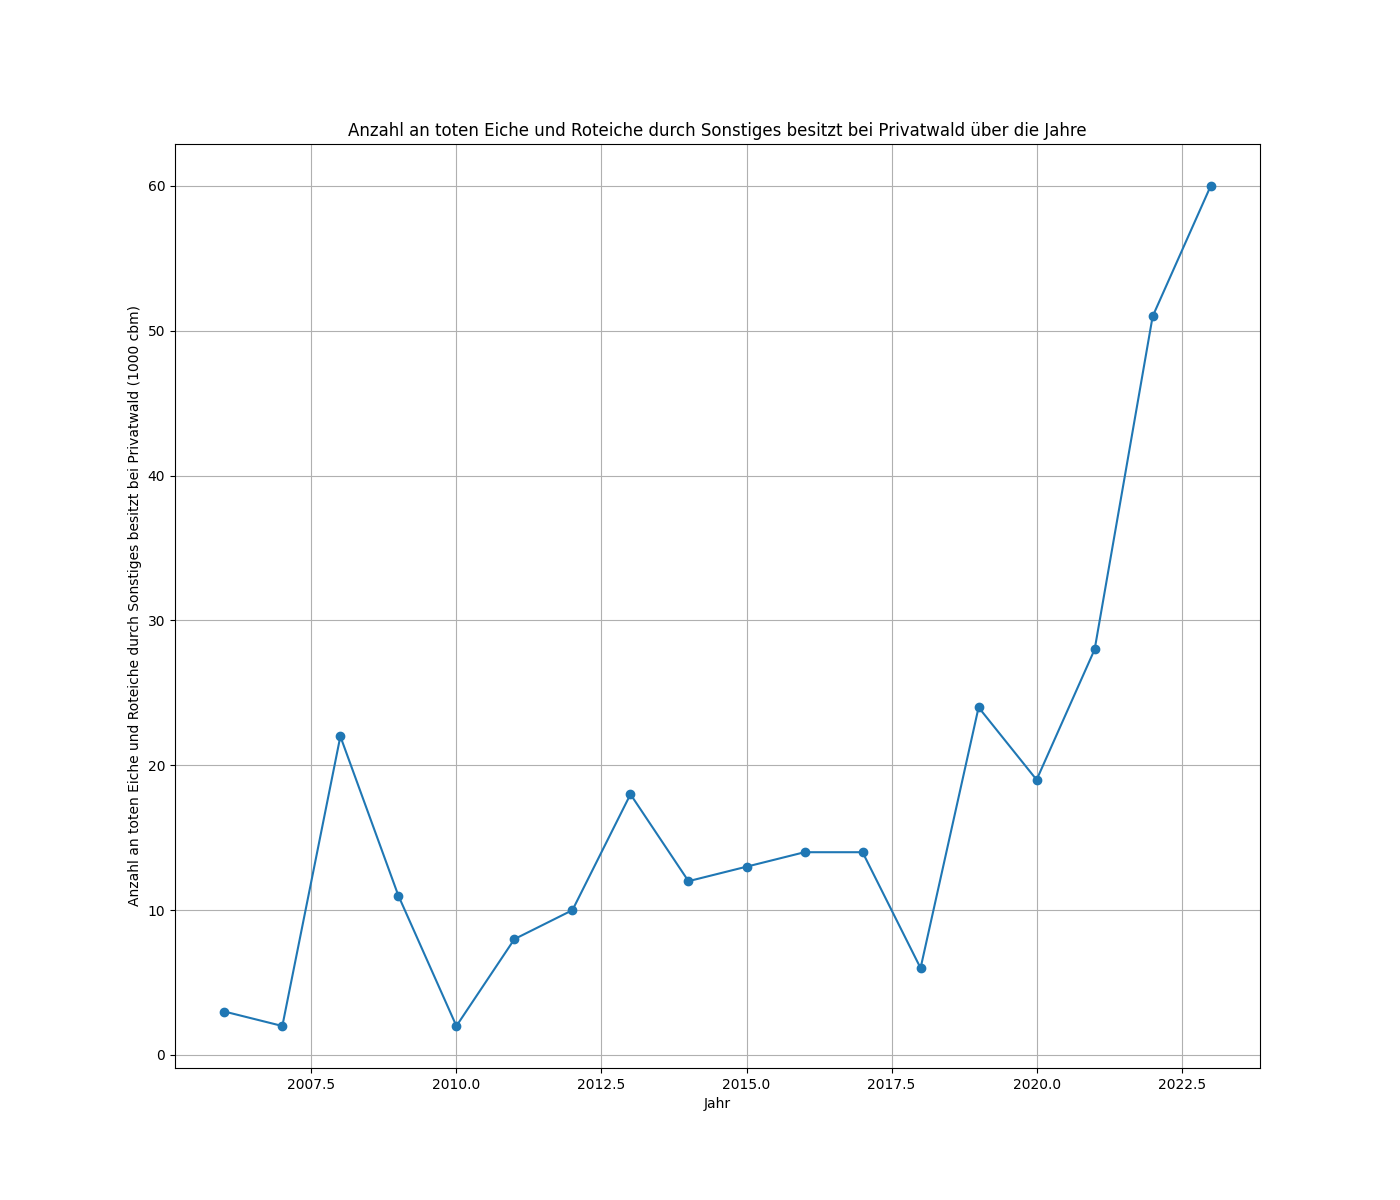 Anzahl an toten Eiche und Roteiche durch Sonstiges besitzt bei Privatwald über die Jahre
Anzahl an toten Eiche und Roteiche durch Sonstiges besitzt bei Privatwald (1000 cbm)
60
50
40
30
20
10
0
2007.5 2010.0 2012.5 2015.0 2017.5 2020.0 2022.5
Jahr